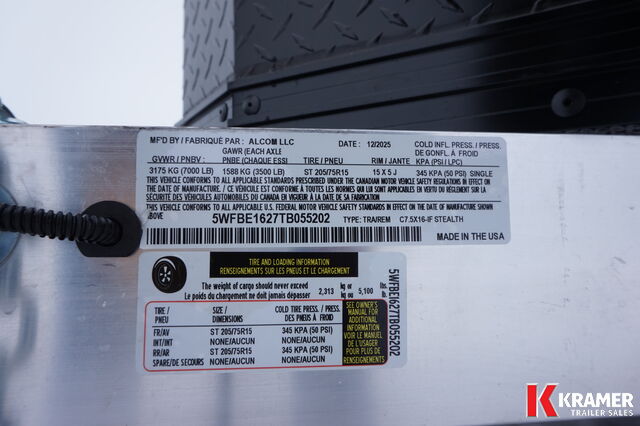 MF'D BY / FABRIQUÉ PAR : ALCOM LLC 12/2025 COLD INFL. PRESS. / PRESS.
GAWR (EACH AXLE DE GONFL. À FROID
GVWR / PNBV : PNBE (CHAQUE ESSI TIRE / PNEU RIM / JANTE KPA (PSI / LPC)
3175 KG (7000 LB) 1588 KG (3500 LB) ST 205/75R15 15 X 5 J 345 KPA (50 PSI) SINGLE
THIS VEHICLE CONFORMS TO ALL APPLICABLE STANDARDS PRESCRIBED UNDER THE CANADIAN MOTOR VEHICLE SAFETY REGULATIONS IN EFFECT ON THE
DATE OF MANUFACTURE / CE VÉHICULE EST CONFORME À TOUTES LES NORMES QUI LUI SONT APPLICABLES EN VERTU DU RÈGLEMENT SUR LA
SÉCURITÉ DES VÉHICULES AUTOMOBILES DU CANADA EN VIGUEUR À LA DATE DE SA FABRICATION.
THIS VEHICLE CONFORMS TO ALL APPLICABLE U.S. FEDERAL MOTOR VEHICLE SAFETY STANDARDS IN EFFECT ON THE DATE OF MANUFACTURE SHOWN
ABOVE
5WFBE1627TB055202 TYPE: TRA/REM C7.5X16-IF STEALTH
MADE IN THE USA
TIRE AND LOADING INFORMATION
RENSEIGNEMENTS SUR LES PNEUS ET LE CHARGEMENT
The weight of cargo should never exceed
Le poids du chargement ne doit jamais dépasser 2,313 kg or kg ou 5,100 lbs
TIRE / SIZE / COLD TIRE PRESS. / PRESS
PNEU DIMENSIONS DES PNEUS À FROID
FR/AV ST 205/75R15 345 KPA (50 PSI)
INT/INT NONE/AUCUN NONE/AUCUN
RR/AR ST 205/75R15 345 KPA (50 PSI)
SPARE/DE SECOURS NONE/AUCUN NONE/AUCUN
SEE OWNER'S
MANUAL FOR
ADDITIONAL
INFORMATION
VOIR LE MANUEL
DE L'USAGER
POUR PLUS DE
RENSEIGNEMENTS
5WFBE1627TB055202
KRAMER
TRAILER SALES